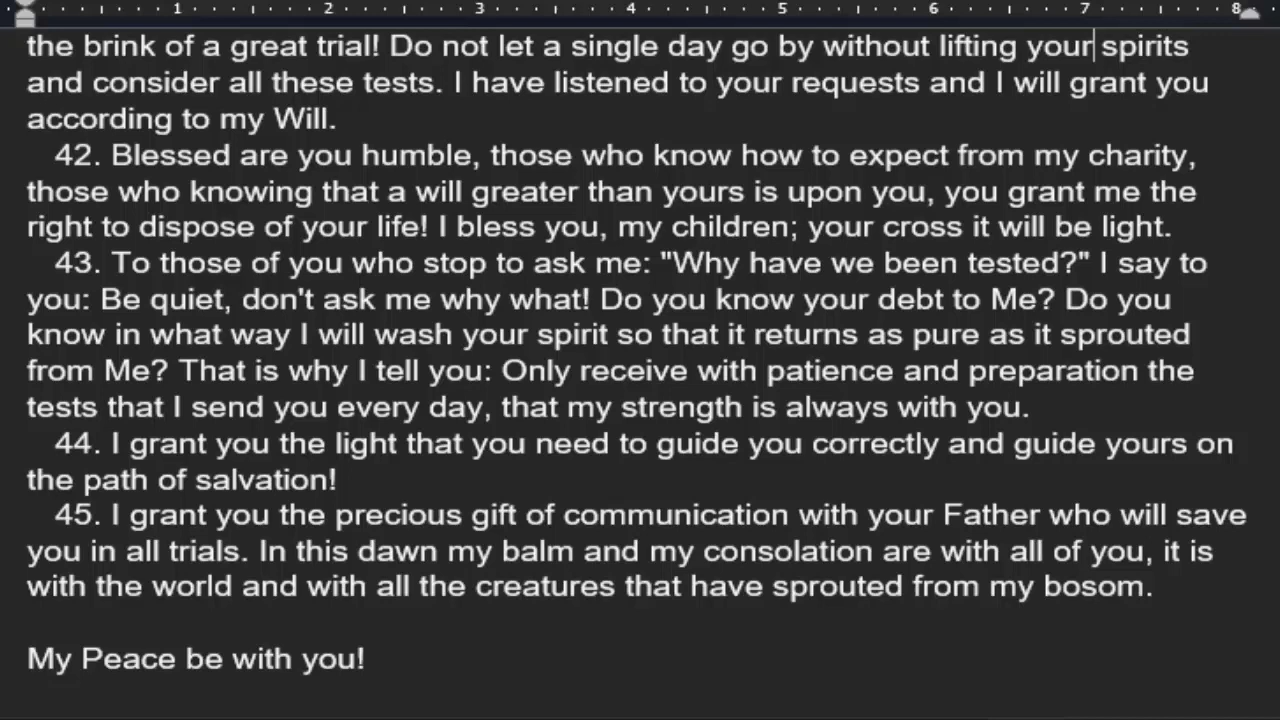 1 2 3 4 5 6 7 8
the brink of a great trial! Do not let a single day go by without lifting your spirits
and consider all these tests. I have listened to your requests and I will grant you
according to my Will.
42. Blessed are you humble, those who know how to expect from my charity,
those who knowing that a will greater than yours is upon you, you grant me the
right to dispose of your life! I bless you, my children; your cross it will be light.
43. To those of you who stop to ask me: "Why have we been tested?" I say to
you: Be quiet, don't ask me why what! Do you know your debt to Me? Do you
know in what way I will wash your spirit so that it returns as pure as it sprouted
from Me? That is why I tell you: Only receive with patience and preparation the
tests that I send you every day, that my strength is always with you.
44. I grant you the light that you need to guide you correctly and guide yours on
the path of salvation!
45. I grant you the precious gift of communication with your Father who will save
you in all trials. In this dawn my balm and my consolation are with all of you, it is
with the world and with all the creatures that have sprouted from my bosom.
My Peace be with you!